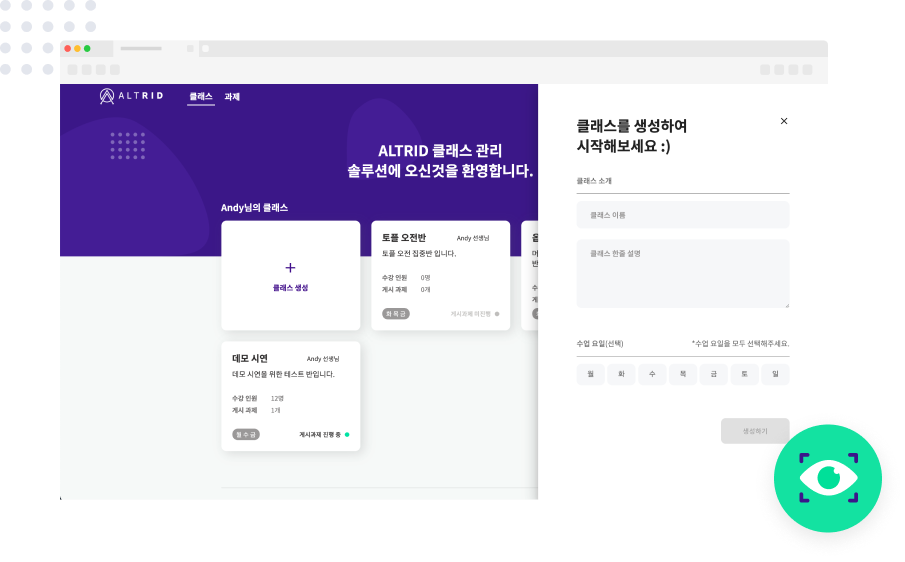 ALTRID
클래스 과제
ALTRID 클래스 관리
솔루션에 오신것을 환영합니다.
Andy님의 클래스
+
클래스 생성
토플 오전반 Andy 선생님
토플 오전 집중반 입니다.
수강 인원 0명
게시 과제 0개
화 목 금 게시과제 미진행
데모 시연 Andy 선생님
데모 시연을 위한 테스트 반입니다.
수강 인원 12명
게시 과제 1개
월 수 금 게시과제 진행 중
클래스를 생성하여
시작해보세요 :)
클래스 소개
클래스 이름
클래스 한줄 설명
수업 요일(선택) *수업 요일을 모두 선택해주세요.
월 화 수 목 금 토 일
생성하기